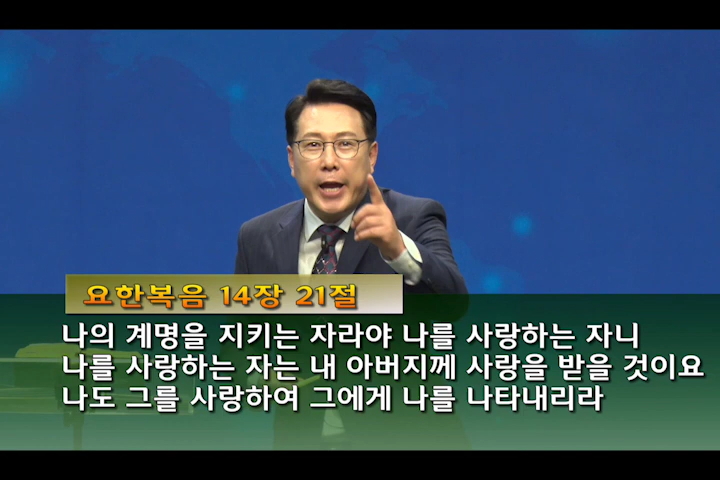 요한복음 14장 21절
나의 계명을 지키는 자라야 나를 사랑하는 자니
나를 사랑하는 자는 내 아버지께 사랑을 받을 것이요
나도 그를 사랑하여 그에게 나를 나타내리라